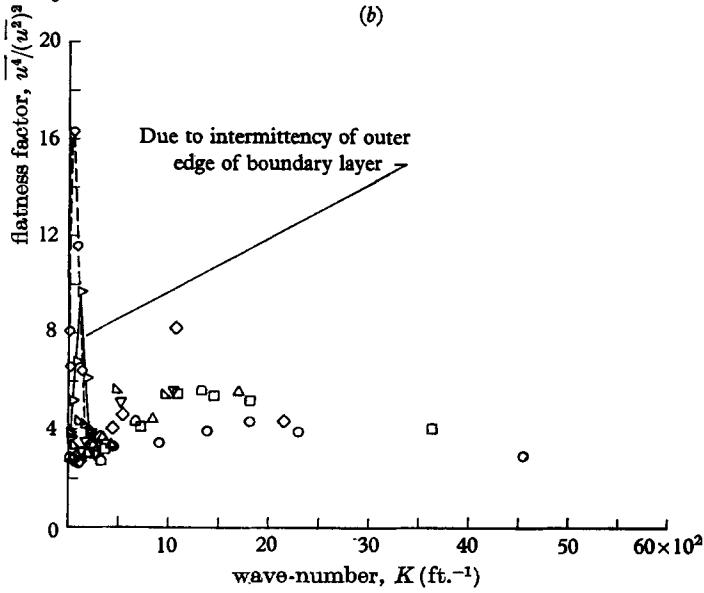 (b)
flatness factor, u⁴/(u²)²
20
16
12
8
4
0
Due to intermittency of outer
edge of boundary layer
10 20 30 40 50 60×10²
wave-number, K (ft.⁻¹)